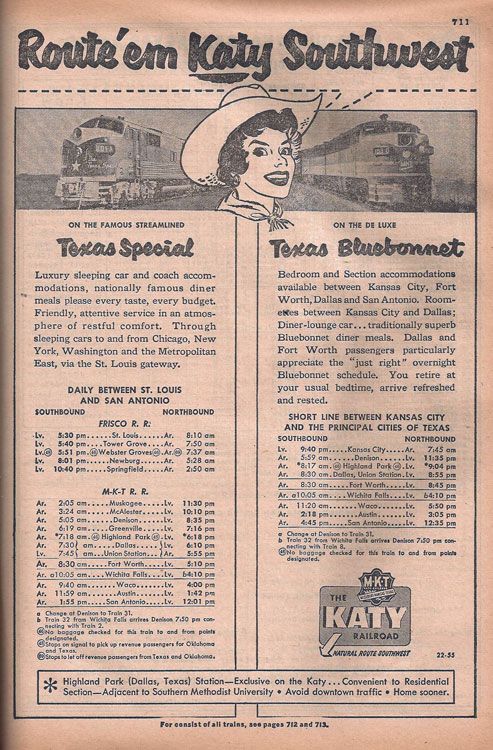 711
Route 'em Katy Southwest
ON THE FAMOUS STREAMLINED
Texas Special
Luxury sleeping car and coach accom-
modations, nationally famous diner
meals please every taste, every budget.
Friendly, attentive service in an atmos-
phere of restful comfort. Through
sleeping cars to and from Chicago, New
York, Washington and the Metropolitan
East, via the St. Louis gateway.
DAILY BETWEEN ST. LOUIS
AND SAN ANTONIO
SOUTHBOUND NORTHBOUND
FRISCO R. R.:
Lv. 5:30 pm.....St. Louis.....Ar. 8:10 am
Lv. 5:40 pm...Tower Grove...Ar. 7:50 am
Lv. 5:51 pm Webster Groves Ar. 7:37 am
Lv. 8:01 pm.....Newburg.....Ar. 5:28 am
Lv. 10:40 pm....Springfield....Ar. 2:50 am
M-K-T R. R.
Ar. 2:05 am....Muskogee....Lv. 11:30 pm
Ar. 3:24 am....McAlester....Lv. 10:10 pm
Ar. 5:05 am.....Denison.....Lv. 8:35 pm
Ar. 6:19 am....Greenville....Lv. 7:16 pm
Ar. *7:18 am Highland Park Lv. *6:18 pm
Ar. 7:30 am....Dallas....Lv. 6:10 pm
Lv. 7:45 am..Union Station..Ar. 5:55 pm
Ar. 8:30 am....Fort Worth....Lv. 5:10 pm
Ar. a10:05 am...Wichita Falls...Lv. b4:10 pm
Ar. 9:40 am......Waco......Lv. 4:00 pm
Ar. 11:59 am.....Austin.....Lv. 1:42 pm
Ar. 1:55 pm...San Antonio...Lv. 12:01 pm
a Change at Denison to Train 31.
b Train 32 from Wichita Falls arrives Denison 7:50 pm con-
necting with Train 2.
No baggage checked for this train to and from points
designated.
Stops on signal to pick up revenue passengers for Oklahoma
and Texas.
Stops to let off revenue passengers from Texas and Oklahoma.
ON THE DE LUXE
Texas Bluebonnet
Bedroom and Section accommodations
available between Kansas City, Fort
Worth, Dallas and San Antonio. Room-
ettes between Kansas City and Dallas;
Diner-lounge car...traditionally superb
Bluebonnet diner meals. Dallas and
Fort Worth passengers particularly
appreciate the "just right" overnight
Bluebonnet schedule. You retire at
your usual bedtime, arrive refreshed
and rested.
SHORT LINE BETWEEN KANSAS CITY
AND THE PRINCIPAL CITIES OF TEXAS
SOUTHBOUND NORTHBOUND
Lv. 9:40 pm....Kansas City....Ar. 7:45 am
Ar. 5:59 am.....Denison.....Lv. 11:35 pm
Ar. *8:17 am. Highland Park .Lv. *9:04 pm
Ar. 8:30 am..Dallas, Union Station..Lv. 8:55 pm
Ar. 8:30 am....Fort Worth....Lv. 8:45 pm
Ar. a10:05 am...Wichita Falls...Lv. b4:10 pm
Ar. 11:20 am......Waco......Lv. 5:50 pm
Ar. 2:18 pm.....Austin.....Lv. 3:05 pm
Ar. 4:45 pm....San Antonio....Lv. 12:35 pm
a Change at Denison to Train 31.
b Train 32 from Wichita Falls arrives Denison 7:50 pm con-
necting with Train 8.
No baggage checked for this train to and from points
designated.
M-K-T
THE
KATY
RAILROAD
NATURAL ROUTE SOUTHWEST
22-55
* Highland Park (Dallas, Texas) Station—Exclusive on the Katy... Convenient to Residential
Section—Adjacent to Southern Methodist University • Avoid downtown traffic • Home sooner.
For consist of all trains, see pages 712 and 713.